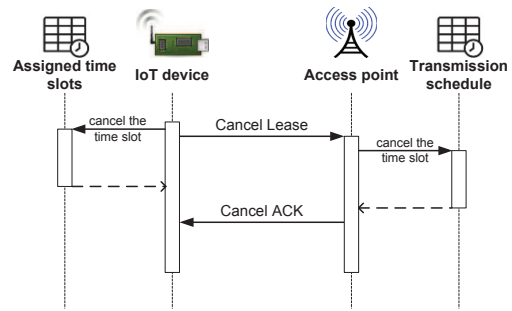 Assigned time
slots
IoT device
Access point
Transmission
schedule
cancel the
time slot
Cancel Lease
cancel the
time slot
Cancel ACK